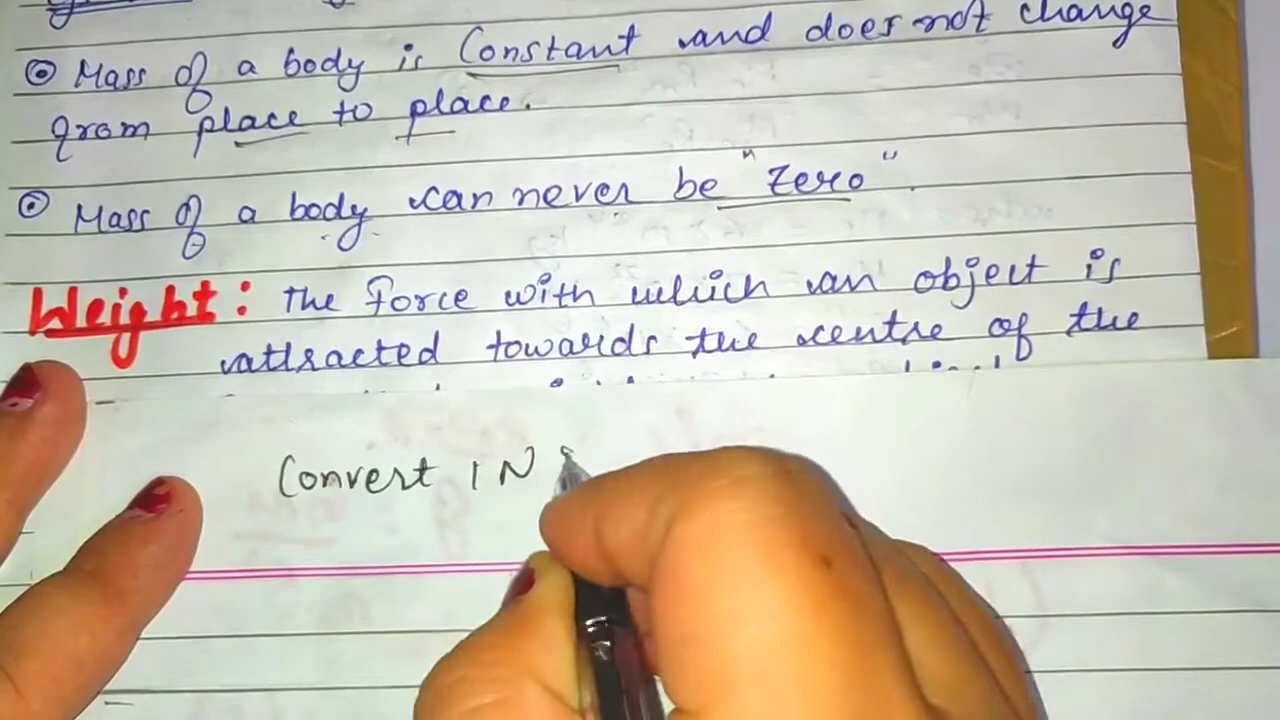 ⦿ Mass of a body is Constant and does not change
from place to place.
⦿ Mass of a body can never be "Zero".
Weight: The force with which an object is
attracted towards the centre of the
Convert 1 N